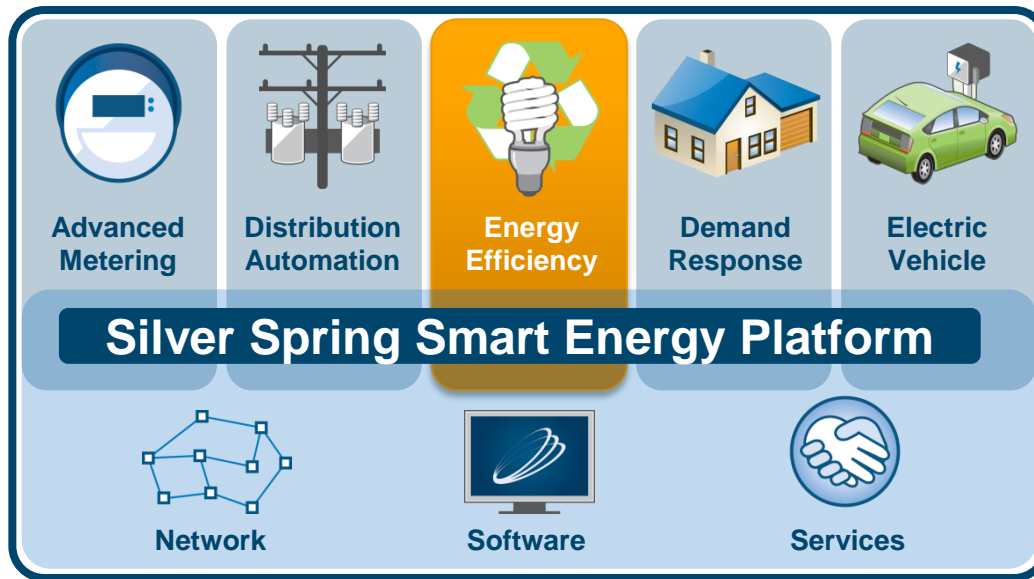 Advanced
Metering
Distribution
Automation
Energy
Efficiency
Demand
Response
Electric
Vehicle
Silver Spring Smart Energy Platform
Network
Software
Services